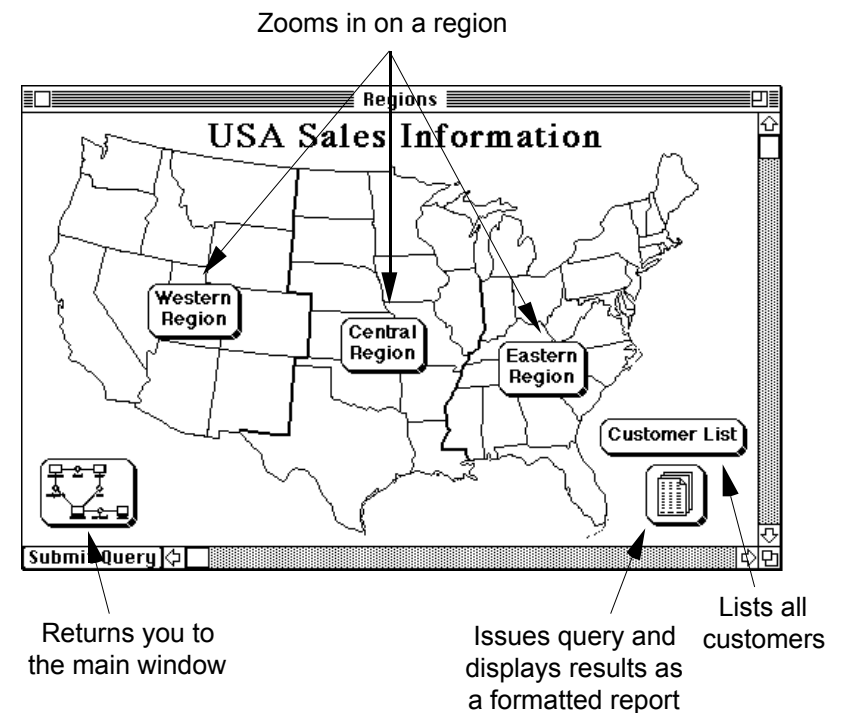 Zooms in on a region
Regions
USA Sales Information
Western
Region
Central
Region
Eastern
Region
Customer List
Submit Query
Returns you to
the main window
Issues query and
displays results as
a formatted report
Lists all
customers